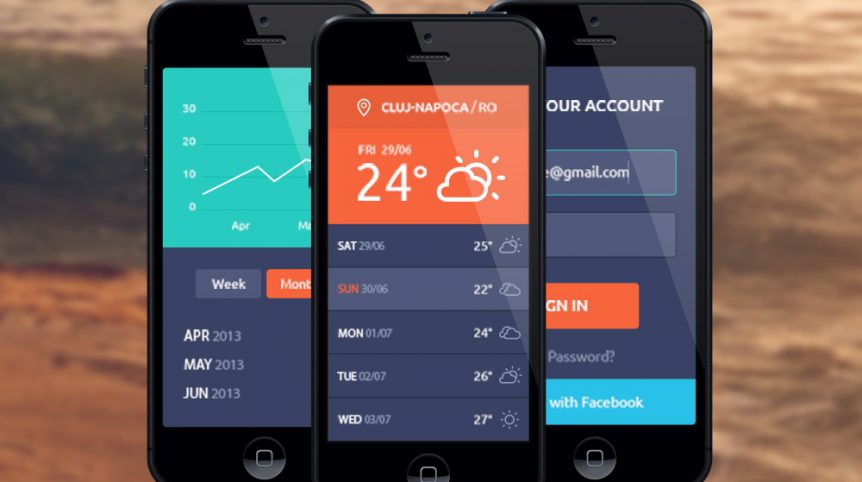 30
20
10
0
Apr
Week
Mont
APR 2013
MAY 2013
JUN 2013
CLUJ-NAPOCA / RO
FRI 29/06
24°
SAT 29/06 25°
SUN 30/06 22°
MON 01/07 24°
TUE 02/07 26°
WED 03/07 27°
OUR ACCOUNT
e@gmail.com
GN IN
Password?
with Facebook